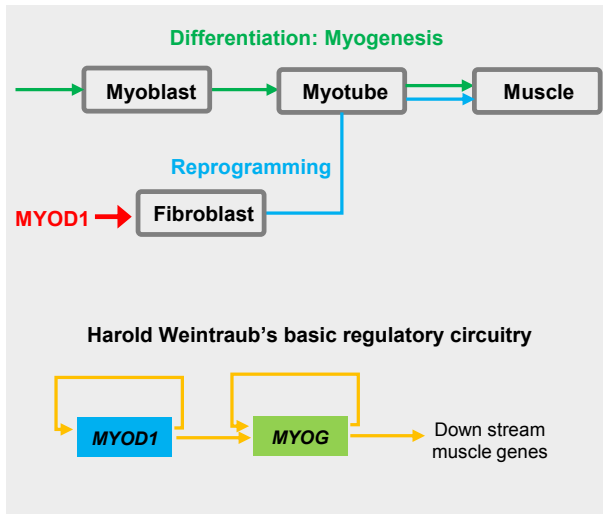 Differentiation: Myogenesis
Myoblast
Myotube
Muscle
Reprogramming
MYOD1
Fibroblast
Harold Weintraub’s basic regulatory circuitry
MYOD1
MYOG
Down stream
muscle genes